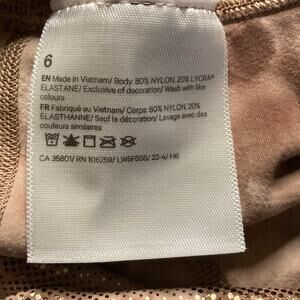 6
EN Made in Vietnam/ Body: 80% NYLON, 20% LYCRA®
ELASTANE/ Exclusive of decoration/ Wash with like
colours
FR Fabriqué au Vietnam/ Corps: 80% NYLON, 20%
ÉLASTHANNE/ Sauf la décoration/ Lavage avec des
couleurs similaires
CA 35801/ RN 106259/ LW5FBSS/ 22-4/ H6